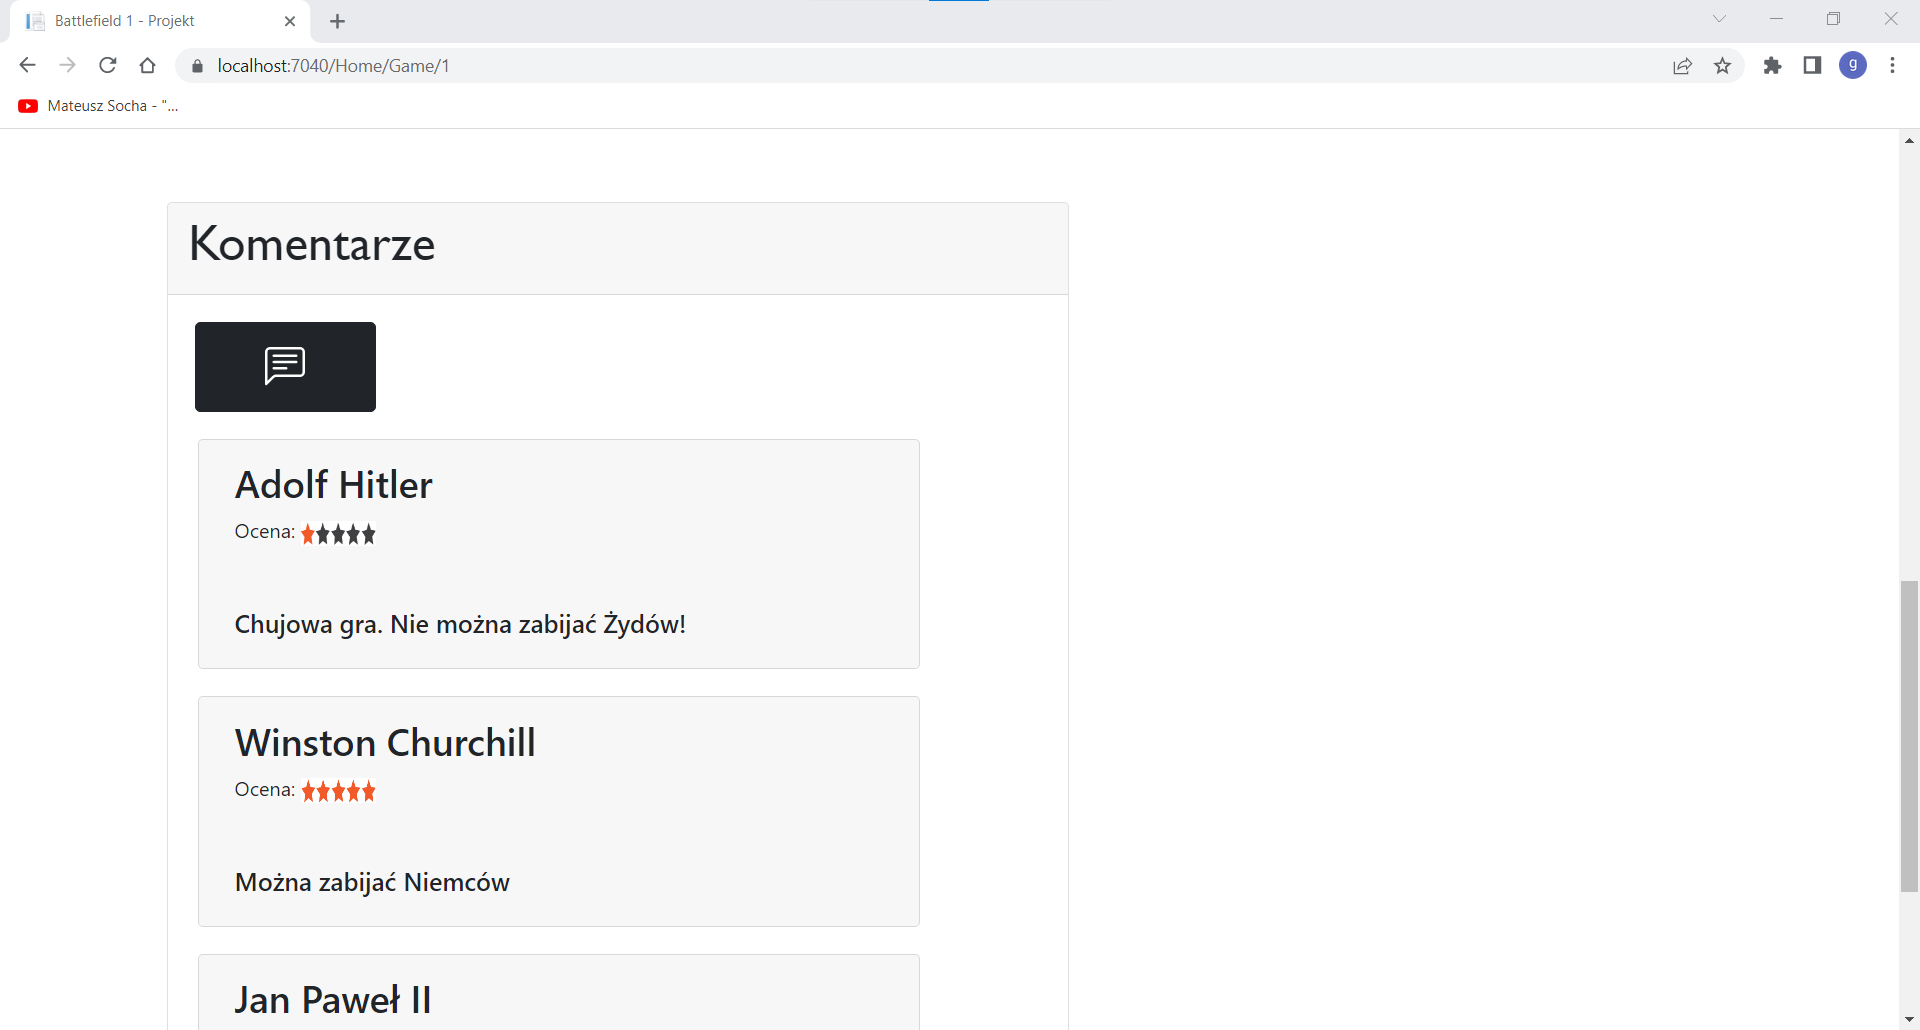 Battlefield 1 - Projekt
localhost:7040/Home/Game/1
g
Mateusz Socha - "...
Komentarze
Adolf Hitler
Ocena:
Chujowa gra. Nie można zabijać Żydów!
Winston Churchill
Ocena:
Można zabijać Niemców
Jan Paweł II